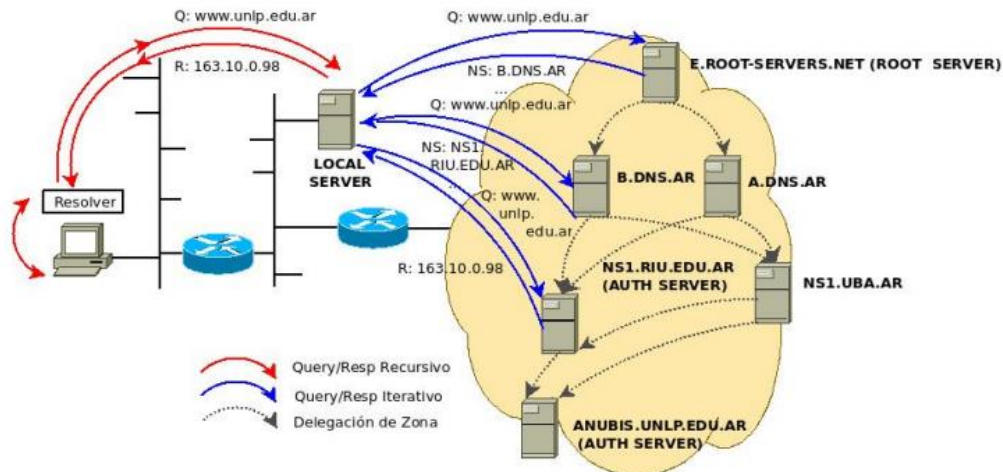 Q: www.unlp.edu.ar
R: 163.10.0.98
Resolver
LOCAL
SERVER
Q: www.unlp.edu.ar
NS: B.DNS.AR
...
Q: www.unlp.edu.ar
NS: NS1.
RIU.EDU.AR
...
Q: www.
unlp.
edu.ar
R: 163.10.0.98
E.ROOT-SERVERS.NET (ROOT SERVER)
B.DNS.AR
A.DNS.AR
NS1.RIU.EDU.AR
(AUTH SERVER)
NS1.UBA.AR
ANUBIS.UNLP.EDU.AR
(AUTH SERVER)
Query/Resp Recursivo
Query/Resp Iterativo
Delegación de Zona